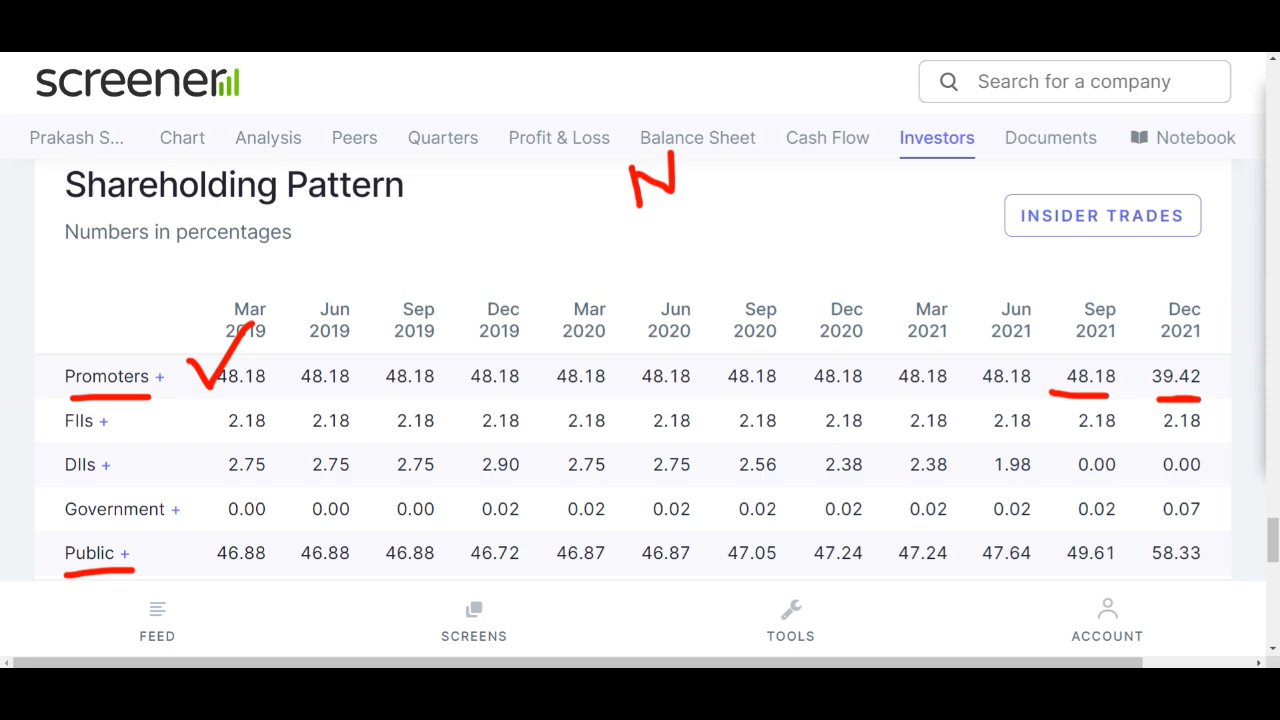 screener
Search for a company
Prakash S... Chart Analysis Peers Quarters Profit & Loss Balance Sheet Cash Flow Investors Documents Notebook
N
Shareholding Pattern
INSIDER TRADES
Numbers in percentages
Mar 2019 Jun 2019 Sep 2019 Dec 2019 Mar 2020 Jun 2020 Sep 2020 Dec 2020 Mar 2021 Jun 2021 Sep 2021 Dec 2021
Promoters + 48.18 48.18 48.18 48.18 48.18 48.18 48.18 48.18 48.18 48.18 48.18 39.42
FIIs + 2.18 2.18 2.18 2.18 2.18 2.18 2.18 2.18 2.18 2.18 2.18 2.18
DIIs + 2.75 2.75 2.75 2.90 2.75 2.75 2.56 2.38 2.38 1.98 0.00 0.00
Government + 0.00 0.00 0.00 0.02 0.02 0.02 0.02 0.02 0.02 0.02 0.02 0.07
Public + 46.88 46.88 46.88 46.72 46.87 46.87 47.05 47.24 47.24 47.64 49.61 58.33
FEED SCREENS TOOLS ACCOUNT